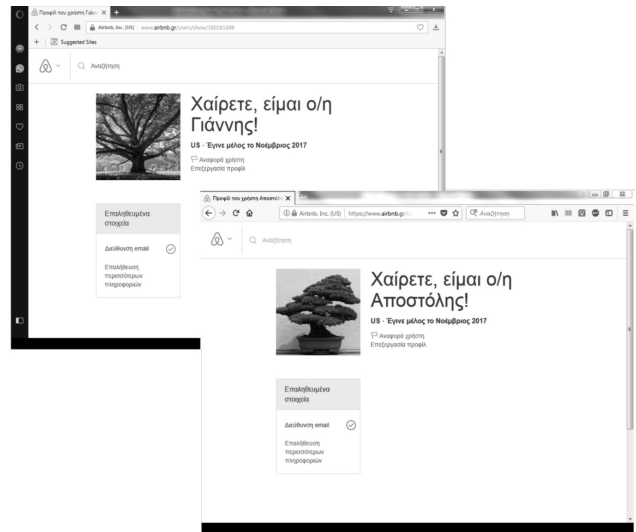 Προφίλ του χρήστη Γιάνν
Airbnb, Inc. (US) | www.airbnb.gr/users/show/160181696
Suggested Sites
Αναζήτηση
Χαίρετε, είμαι ο/η
Γιάννης!
US · Έγινε μέλος το Νοέμβριος 2017
Αναφορά χρήστη
Επεξεργασία προφίλ
Επαληθευμένα
στοιχεία
Διεύθυνση email
Επαλήθευση
περισσότερων
πληροφοριών
Προφίλ του χρήστη Αποστόλης
Airbnb, Inc. (US) | https://www.airbnb.gr/u
Αναζήτηση
Αναζήτηση
Χαίρετε, είμαι ο/η
Αποστόλης!
US · Έγινε μέλος το Νοέμβριος 2017
Αναφορά χρήστη
Επεξεργασία προφίλ
Επαληθευμένα
στοιχεία
Διεύθυνση email
Επαλήθευση
περισσότερων
πληροφοριών